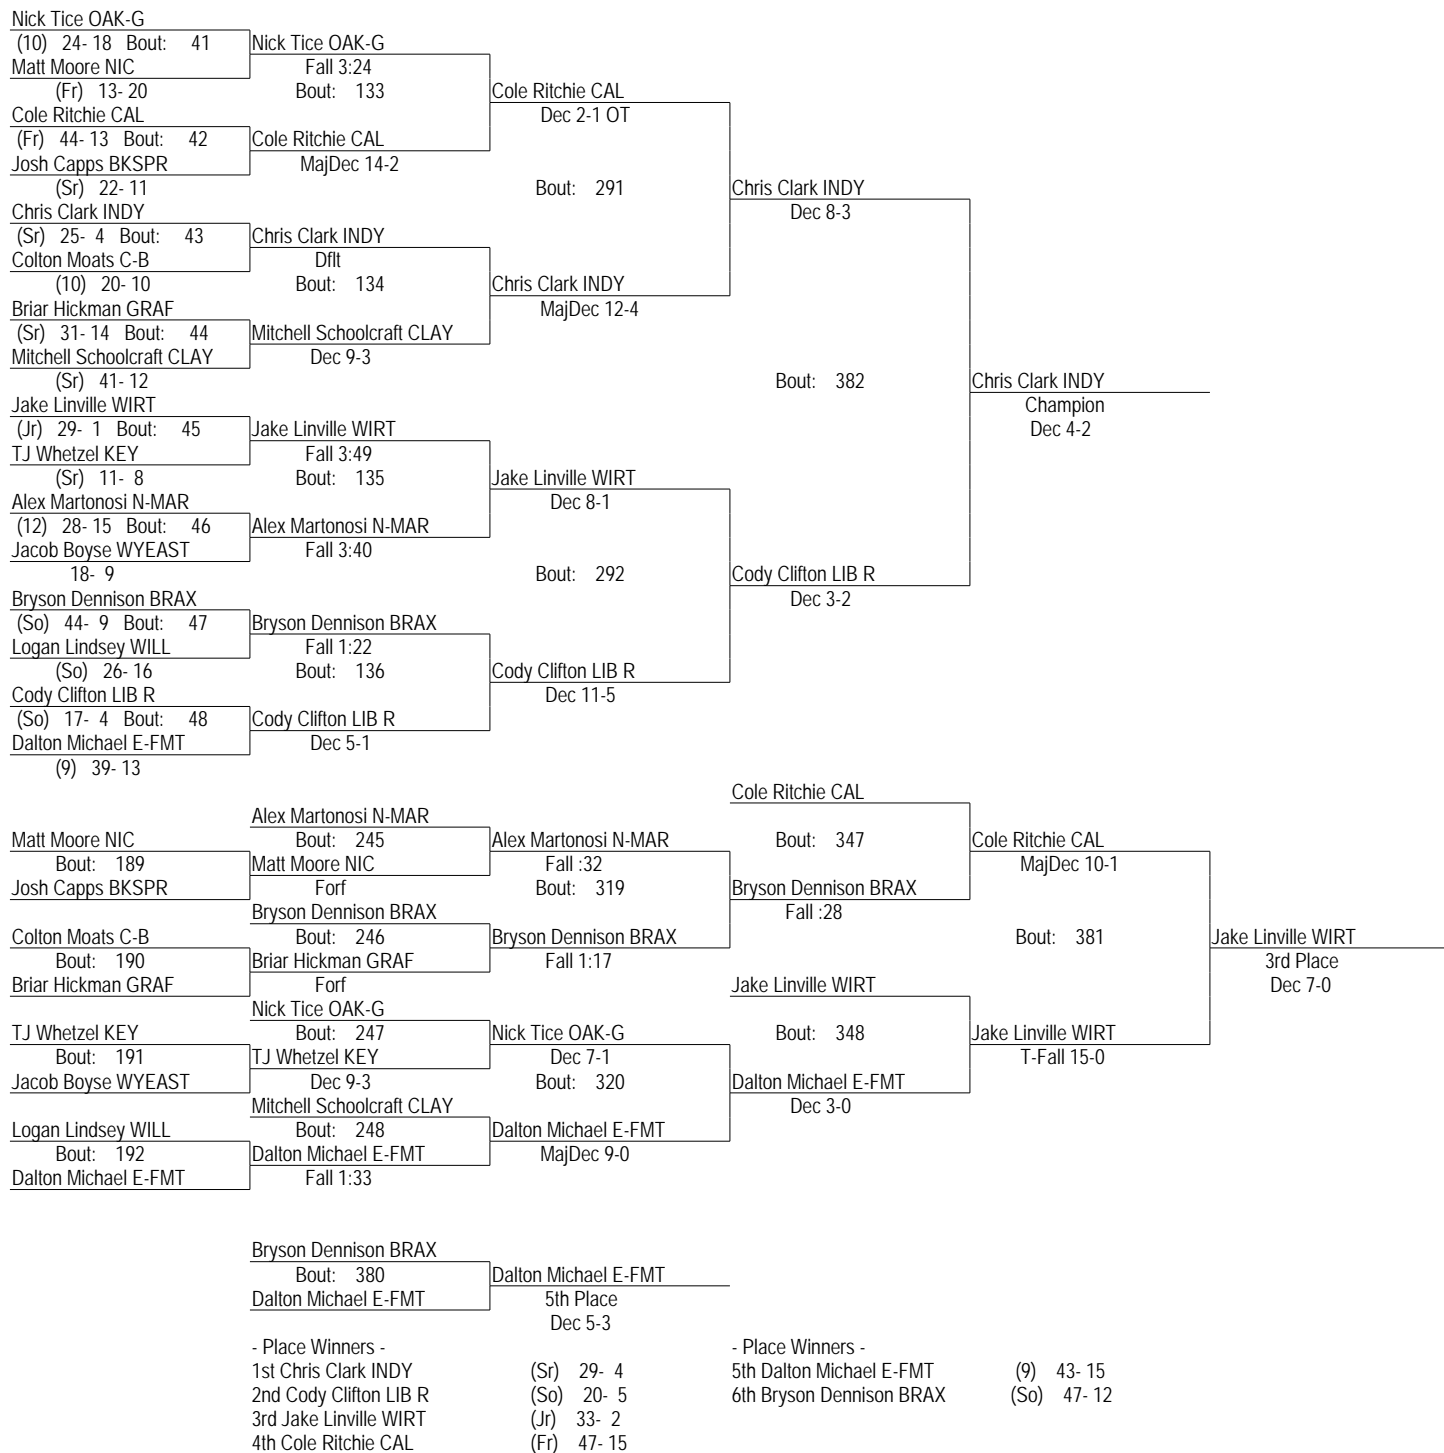 Nick Tice OAK-G
(10) 24- 18 Bout: 41 Nick Tice OAK-G
Matt Moore NIC Fall 3:24
(Fr) 13- 20 Bout: 133 Cole Ritchie CAL
Cole Ritchie CAL Dec 2-1 OT
(Fr) 44- 13 Bout: 42 Cole Ritchie CAL
Josh Capps BKSPR MajDec 14-2
(Sr) 22- 11 Bout: 291 Chris Clark INDY
Chris Clark INDY Dec 8-3
(Sr) 25- 4 Bout: 43 Chris Clark INDY
Colton Moats C-B Dflt
(10) 20- 10 Bout: 134 Chris Clark INDY
Briar Hickman GRAF MajDec 12-4
(Sr) 31- 14 Bout: 44 Mitchell Schoolcraft CLAY
Mitchell Schoolcraft CLAY Dec 9-3
(Sr) 41- 12 Bout: 382 Chris Clark INDY
Jake Linville WIRT Champion
(Jr) 29- 1 Bout: 45 Jake Linville WIRT Dec 4-2
TJ Whetzel KEY Fall 3:49
(Sr) 11- 8 Bout: 135 Jake Linville WIRT
Alex Martonosi N-MAR Dec 8-1
(12) 28- 15 Bout: 46 Alex Martonosi N-MAR
Jacob Boyse WYEAST Fall 3:40
18- 9 Bout: 292 Cody Clifton LIB R
Bryson Dennison BRAX Dec 3-2
(So) 44- 9 Bout: 47 Bryson Dennison BRAX
Logan Lindsey WILL Fall 1:22
(So) 26- 16 Bout: 136 Cody Clifton LIB R
Cody Clifton LIB R Dec 11-5
(So) 17- 4 Bout: 48 Cody Clifton LIB R
Dalton Michael E-FMT Dec 5-1
(9) 39- 13
Cole Ritchie CAL
Alex Martonosi N-MAR
Matt Moore NIC Bout: 245 Alex Martonosi N-MAR Bout: 347 Cole Ritchie CAL
Bout: 189 Matt Moore NIC Fall :32 MajDec 10-1
Josh Capps BKSPR Forf Bout: 319 Bryson Dennison BRAX
Bryson Dennison BRAX Fall :28
Colton Moats C-B Bout: 246 Bryson Dennison BRAX Bout: 381 Jake Linville WIRT
Bout: 190 Briar Hickman GRAF Fall 1:17 3rd Place
Briar Hickman GRAF Forf Jake Linville WIRT Dec 7-0
Nick Tice OAK-G
TJ Whetzel KEY Bout: 247 Nick Tice OAK-G Bout: 348 Jake Linville WIRT
Bout: 191 TJ Whetzel KEY Dec 7-1 T-Fall 15-0
Jacob Boyse WYEAST Dec 9-3 Bout: 320 Dalton Michael E-FMT
Mitchell Schoolcraft CLAY Dec 3-0
Logan Lindsey WILL Bout: 248 Dalton Michael E-FMT
Bout: 192 Dalton Michael E-FMT MajDec 9-0
Dalton Michael E-FMT Fall 1:33
Bryson Dennison BRAX
Bout: 380 Dalton Michael E-FMT
Dalton Michael E-FMT 5th Place
Dec 5-3
- Place Winners - - Place Winners -
1st Chris Clark INDY (Sr) 29- 4 5th Dalton Michael E-FMT (9) 43- 15
2nd Cody Clifton LIB R (So) 20- 5 6th Bryson Dennison BRAX (So) 47- 12
3rd Jake Linville WIRT (Jr) 33- 2
4th Cole Ritchie CAL (Fr) 47- 15